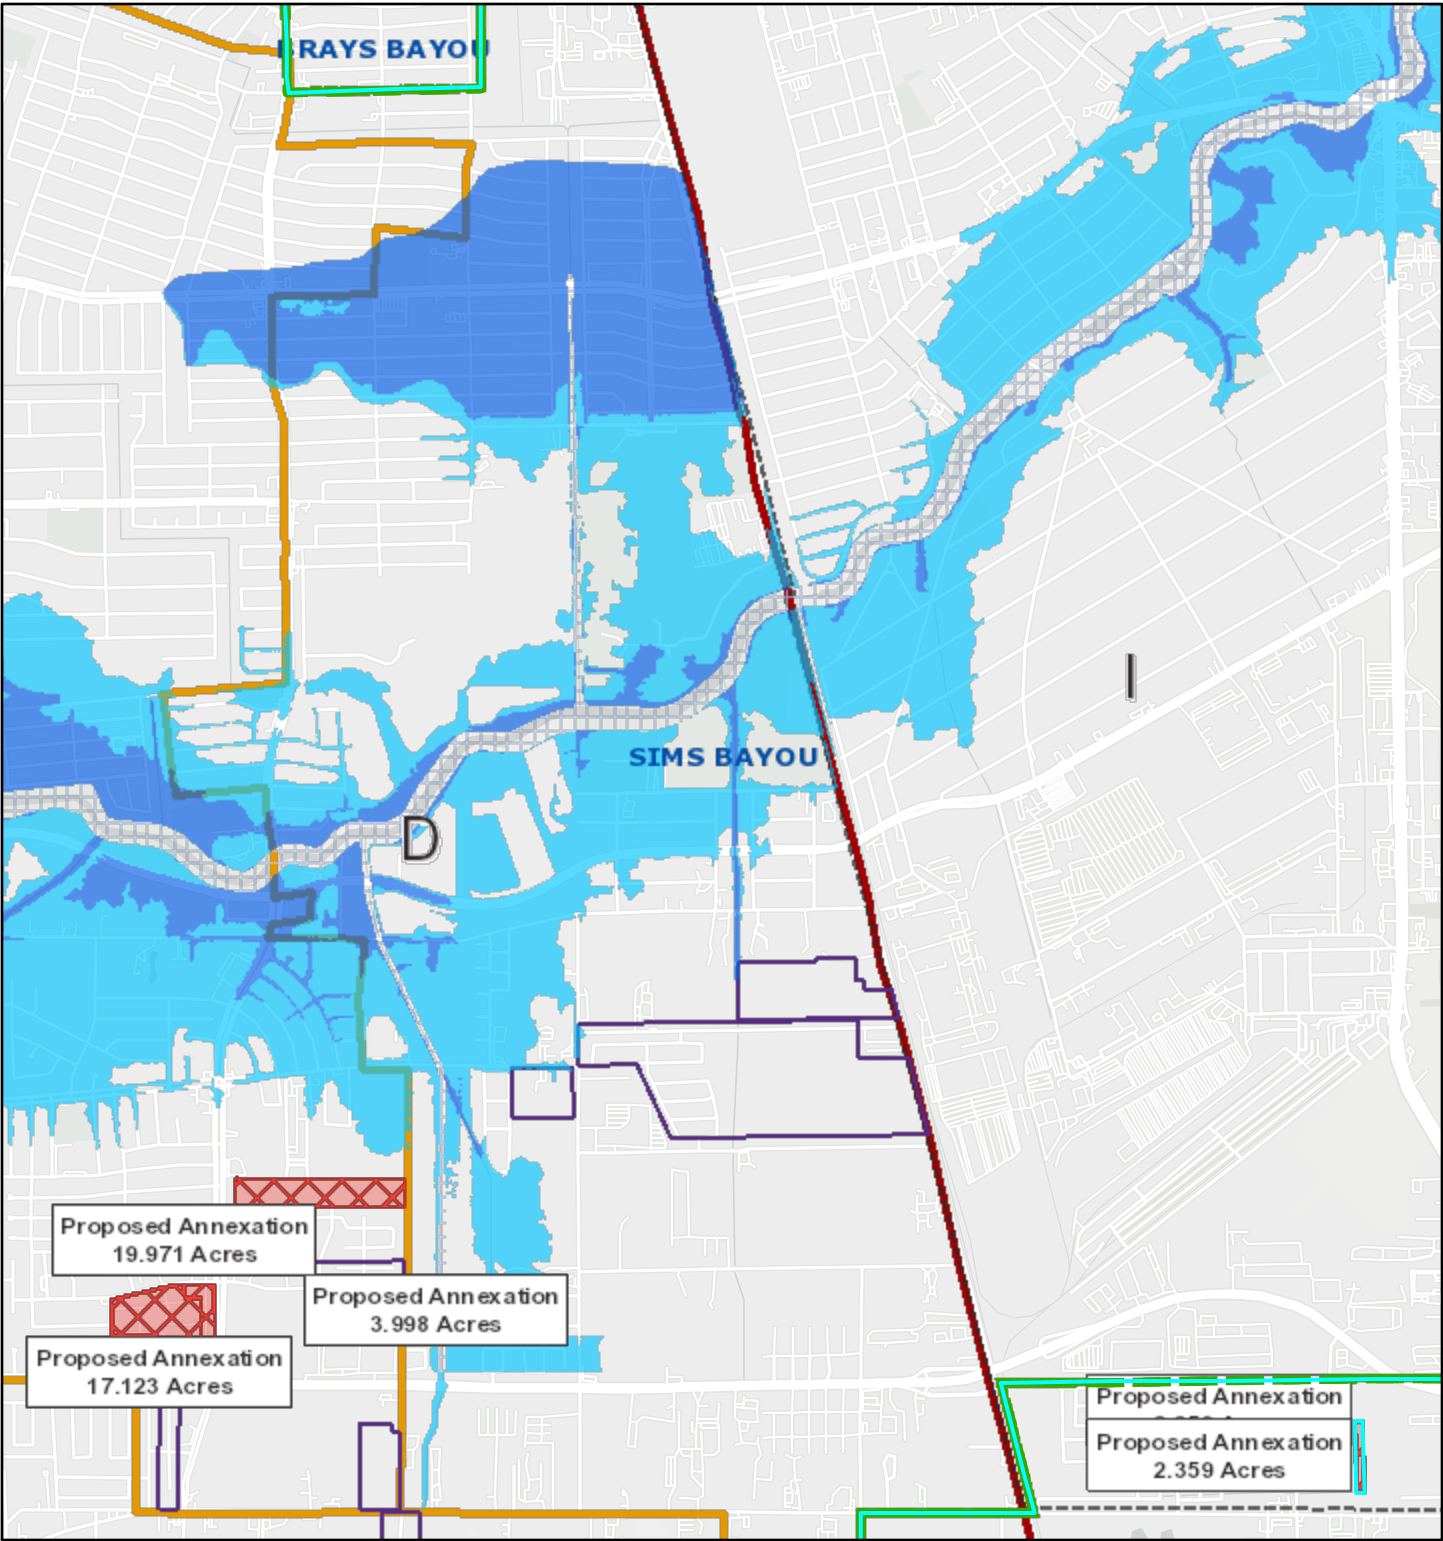 BRAYS BAYOU
I
SIMS BAYOU
D
Proposed Annexation
19.971 Acres
Proposed Annexation
3.998 Acres
Proposed Annexation
17.123 Acres
Proposed Annexation
Proposed Annexation
2.359 Acres